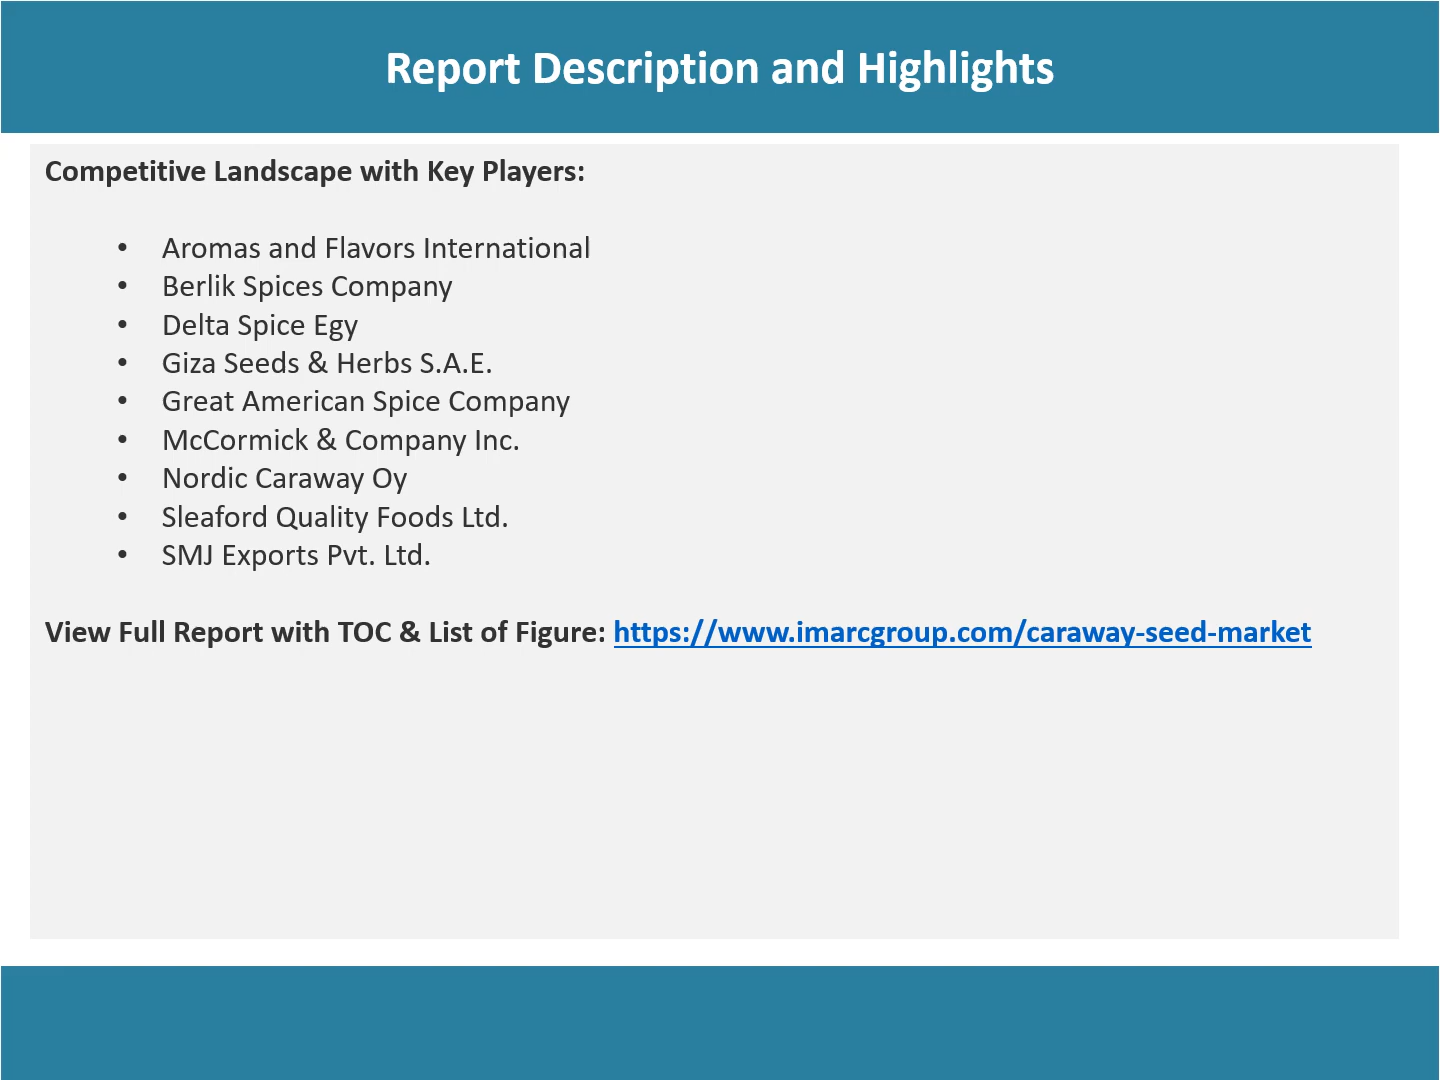 Report Description and Highlights
Competitive Landscape with Key Players:
• Aromas and Flavors International
• Berlik Spices Company
• Delta Spice Egy
• Giza Seeds & Herbs S.A.E.
• Great American Spice Company
• McCormick & Company Inc.
• Nordic Caraway Oy
• Sleaford Quality Foods Ltd.
• SMJ Exports Pvt. Ltd.
View Full Report with TOC & List of Figure: https://www.imarcgroup.com/caraway-seed-market